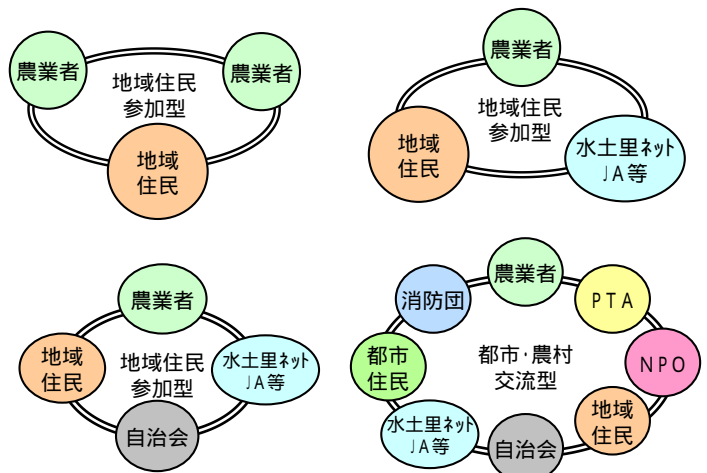 農業者
農業者
地域住民
参加型
地域
住民
農業者
地域住民
参加型
地域
住民
水土里ネット
JA等
農業者
地域
住民
地域住民
参加型
水土里ネット
JA等
自治会
農業者
消防団
PTA
都市
住民
都市・農村
交流型
NPO
地域
住民
水土里ネット
JA等
自治会